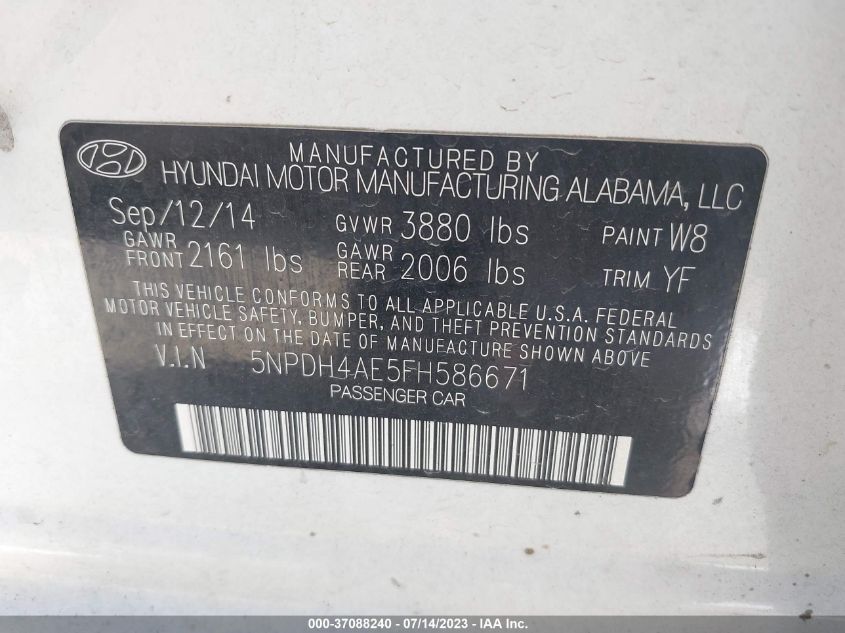 MANUFACTURED BY
HYUNDAI MOTOR MANUFACTURING ALABAMA, LLC
Sep/12/14 GVWR 3880 lbs PAINT W8
GAWR FRONT 2161 lbs GAWR REAR 2006 lbs TRIM YF
THIS VEHICLE CONFORMS TO ALL APPLICABLE U.S.A. FEDERAL
MOTOR VEHICLE SAFETY, BUMPER, AND THEFT PREVENTION STANDARDS
IN EFFECT ON THE DATE OF MANUFACTURE SHOWN ABOVE.
V.I.N 5NPDH4AE5FH586671
PASSENGER CAR
000-37088240 - 07/14/2023 - IAA Inc.